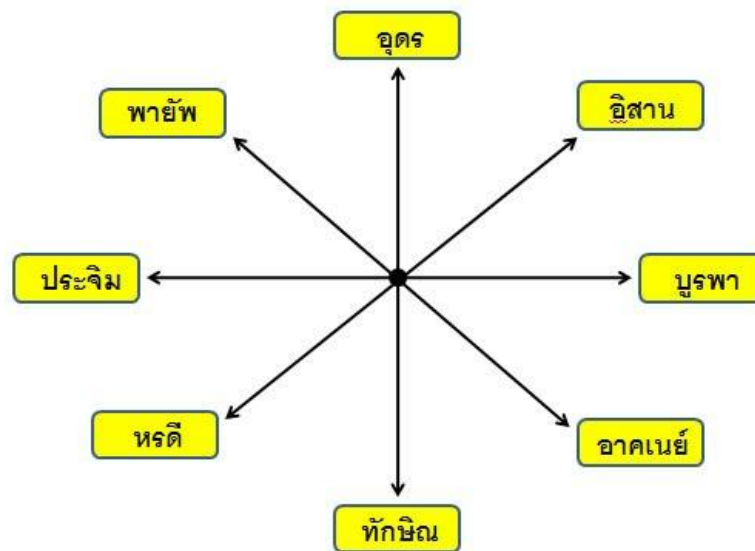 อุดร
พายัพ
อิสาน
ประจิม
บูรพา
หรดี
อาคเนย์
ทักษิณ